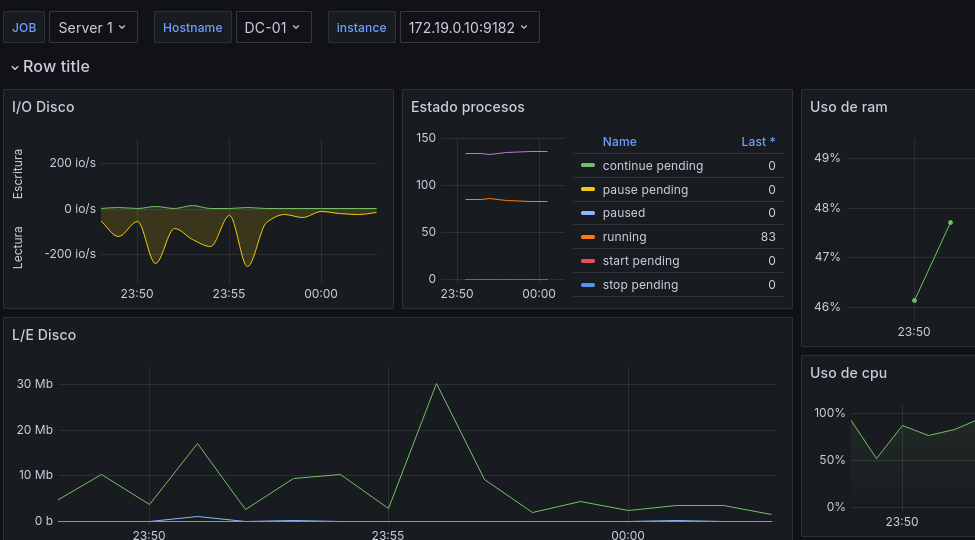 JOB Server 1 Hostname DC-01 instance 172.19.0.10:9182
Row title
I/O Disco
Escritura
Lectura
200 io/s
0 io/s
-200 io/s
23:50 23:55 00:00
Estado procesos
150
100
50
0
23:50 00:00
Name Last *
continue pending 0
pause pending 0
paused 0
running 83
start pending 0
stop pending 0
Uso de ram
49%
48%
47%
46%
23:50
L/E Disco
30 Mb
20 Mb
10 Mb
0 b
23:50 23:55 00:00
Uso de cpu
100%
50%
0%
23:50